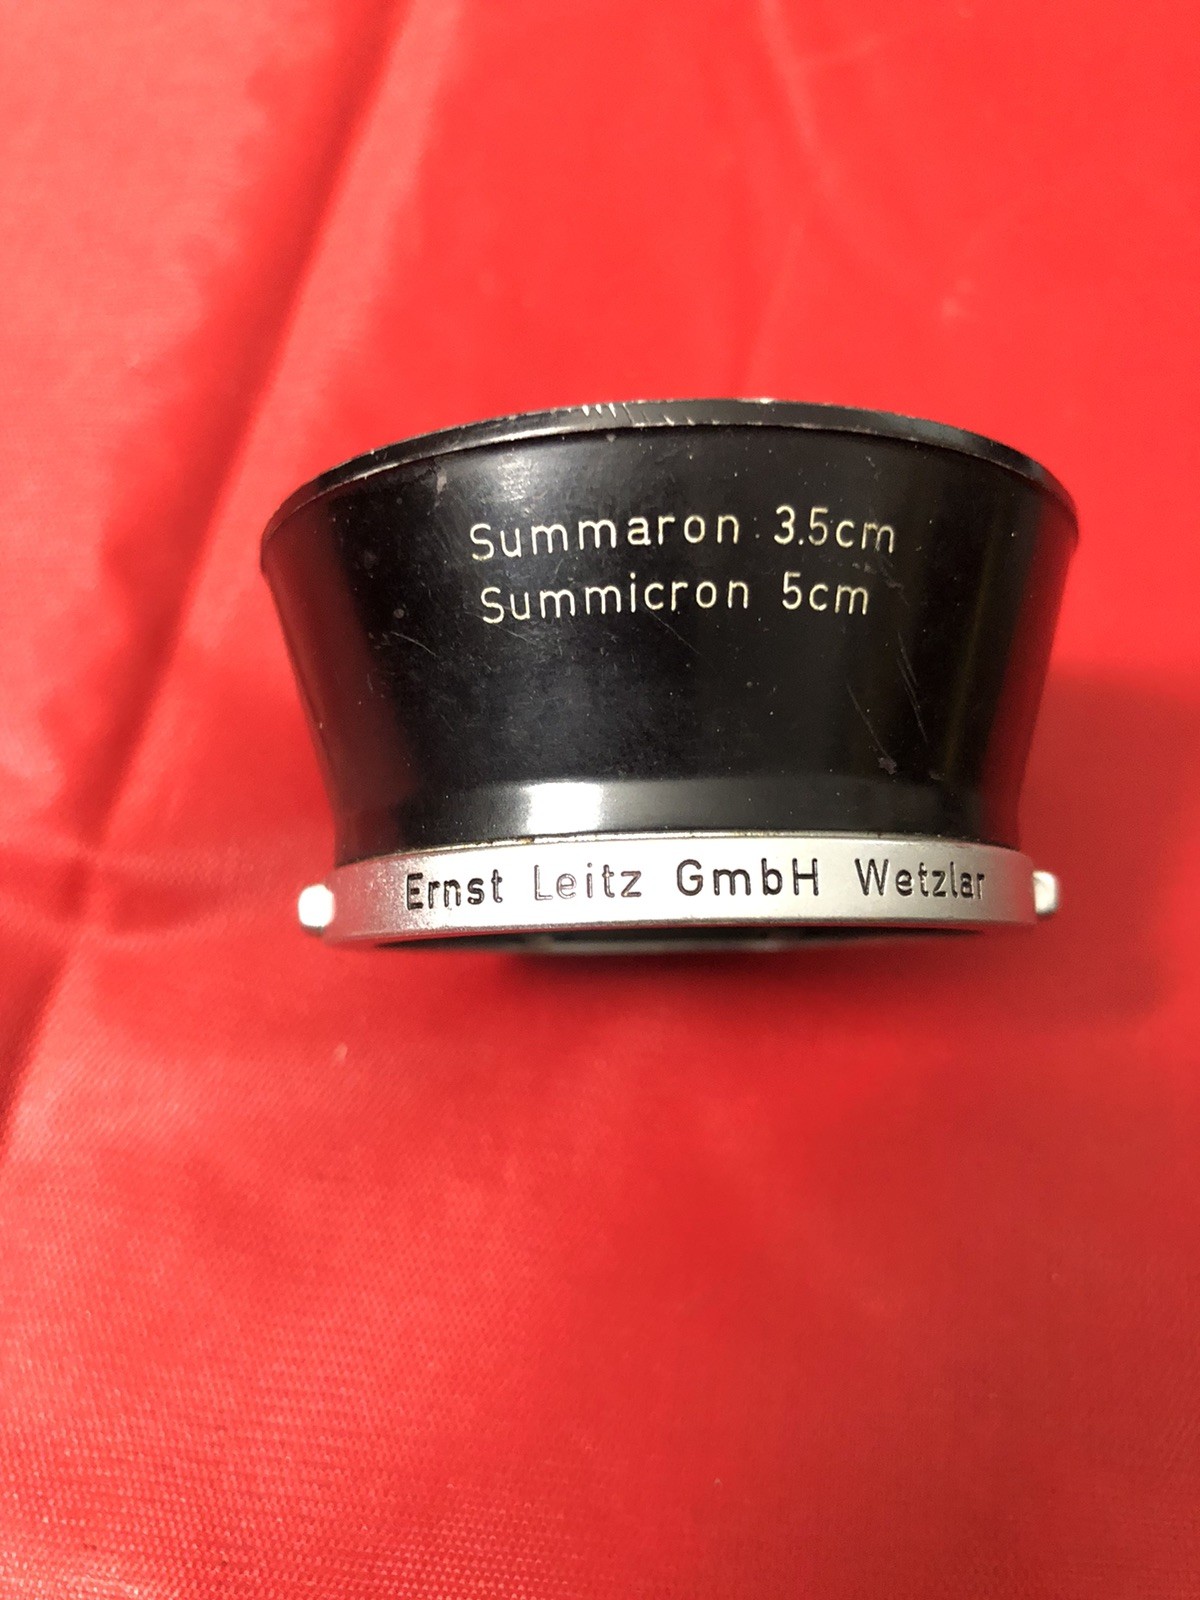 Summaron 3.5cm
Summicron 5cm
Ernst Leitz GmbH Wetzlar